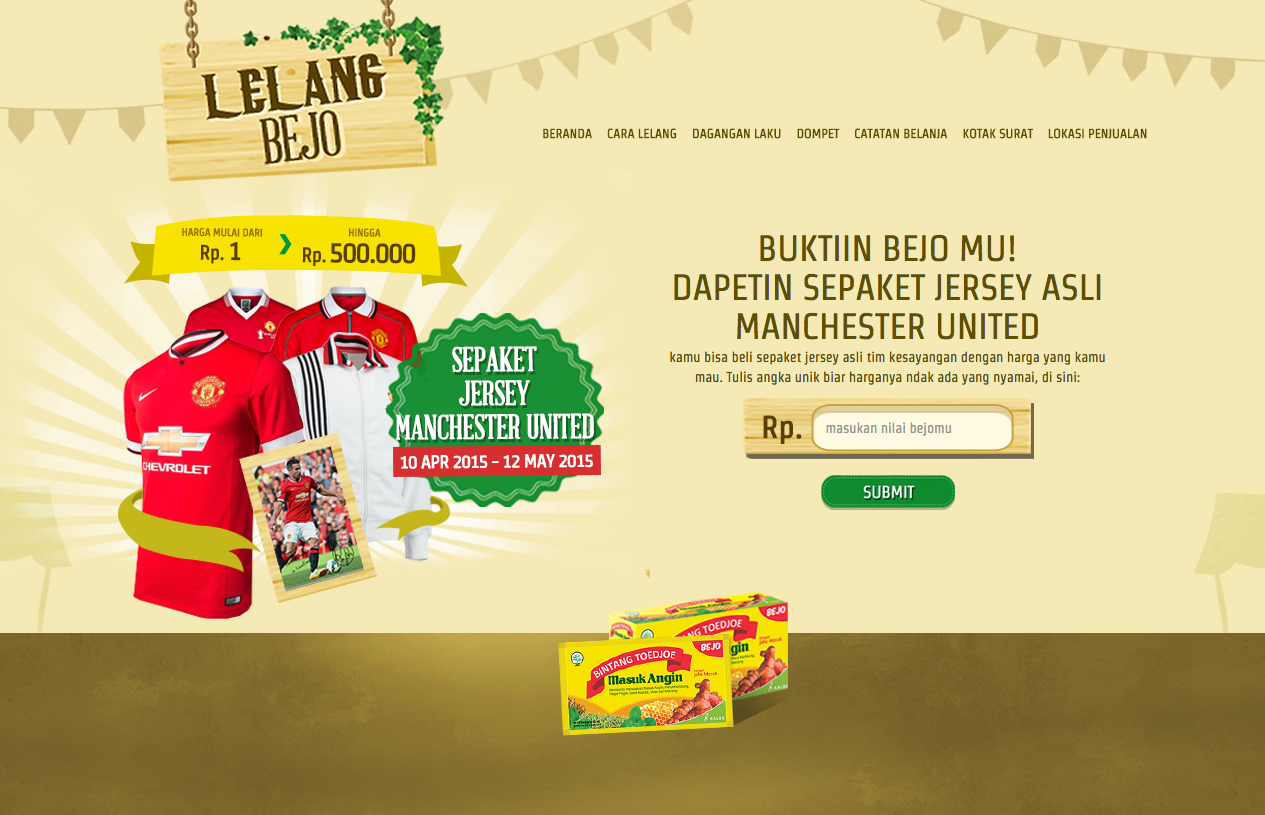 LELANG
BEJO
BERANDA CARA LELANG DAGANGAN LAKU DOMPET CATATAN BELANJA KOTAK SURAT LOKASI PENJUALAN
HARGA MULAI DARI
Rp. 1
HINGGA
Rp. 500.000
SEPAKET
JERSEY
MANCHESTER UNITED
10 APR 2015 – 12 MAY 2015
CHEVROLET
BUKTIIN BEJO MU!
DAPETIN SEPAKET JERSEY ASLI
MANCHESTER UNITED
kamu bisa beli sepaket jersey asli tim kesayangan dengan harga yang kamu
mau. Tulis angka unik biar harganya ndak ada yang nyamai, di sini:
Rp. masukan nilai bejomu
SUBMIT
BEJO
BINTANG TOEDJOE
BEJO
Masuk Angin
KALBE